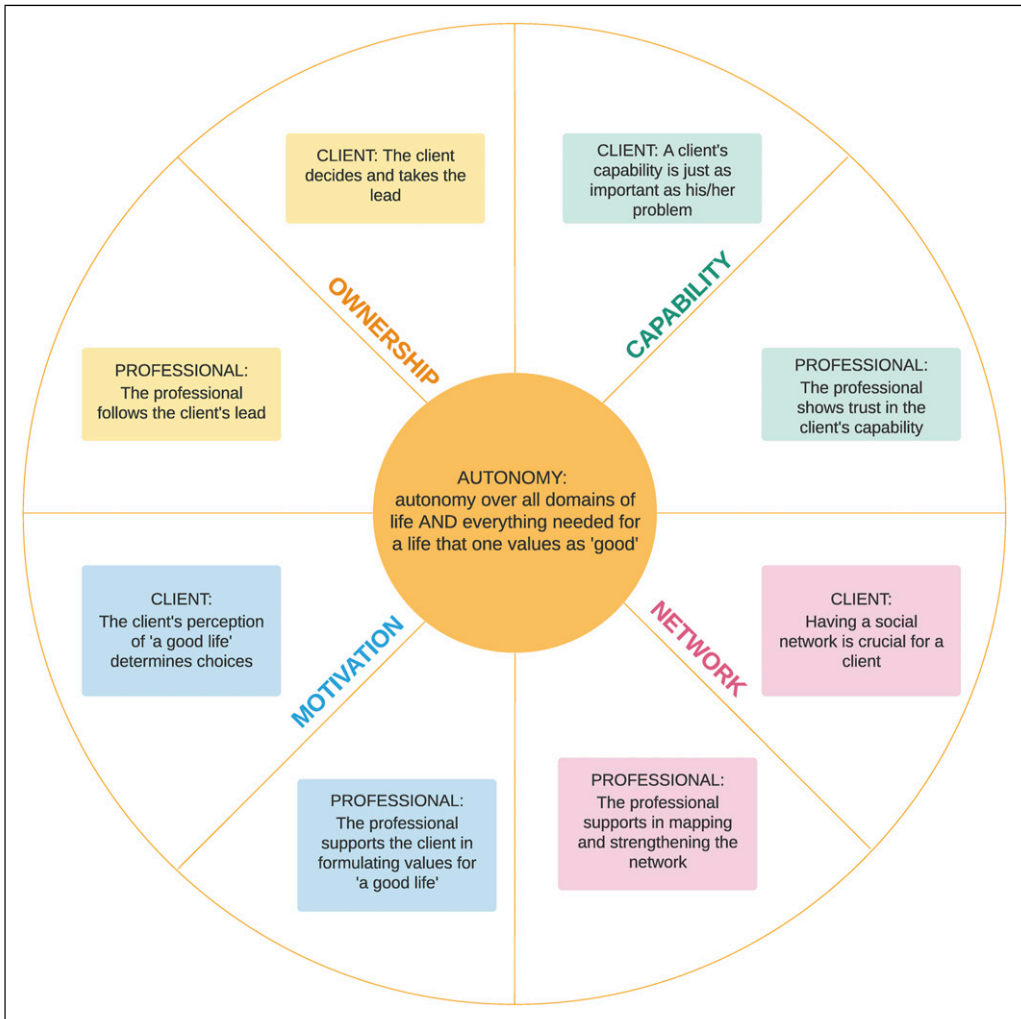 CLIENT: The client
decides and takes the
lead
CLIENT: A client's
capability is just as
important as his/her
problem
OWNERSHIP
CAPABILITY
PROFESSIONAL:
The professional
follows the client's lead
PROFESSIONAL:
The professional
shows trust in the
client's capability
AUTONOMY:
autonomy over all domains of
life AND everything needed for
a life that one values as 'good'
CLIENT:
The client's perception
of 'a good life'
determines choices
MOTIVATION
NETWORK
CLIENT:
Having a social
network is crucial for a
client
PROFESSIONAL:
The professional
supports the client in
formulating values for
'a good life'
PROFESSIONAL:
The professional
supports in mapping
and strengthening the
network